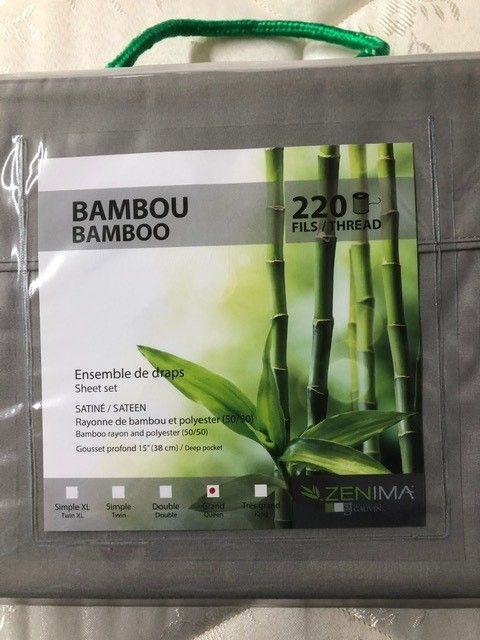 BAMBOU
BAMBOO
220
FILS / THREAD
Ensemble de draps
Sheet set
SATINÉ / SATEEN
Rayonne de bambou et polyester (50/50)
Bamboo rayon and polyester (50/50)
Gousset profond 15" (38 cm) / Deep pocket
Simple XL
Twin XL
Simple
Twin
Double
Double
Grand
Queen
Très grand
King
ZENIMA
GAUVIN